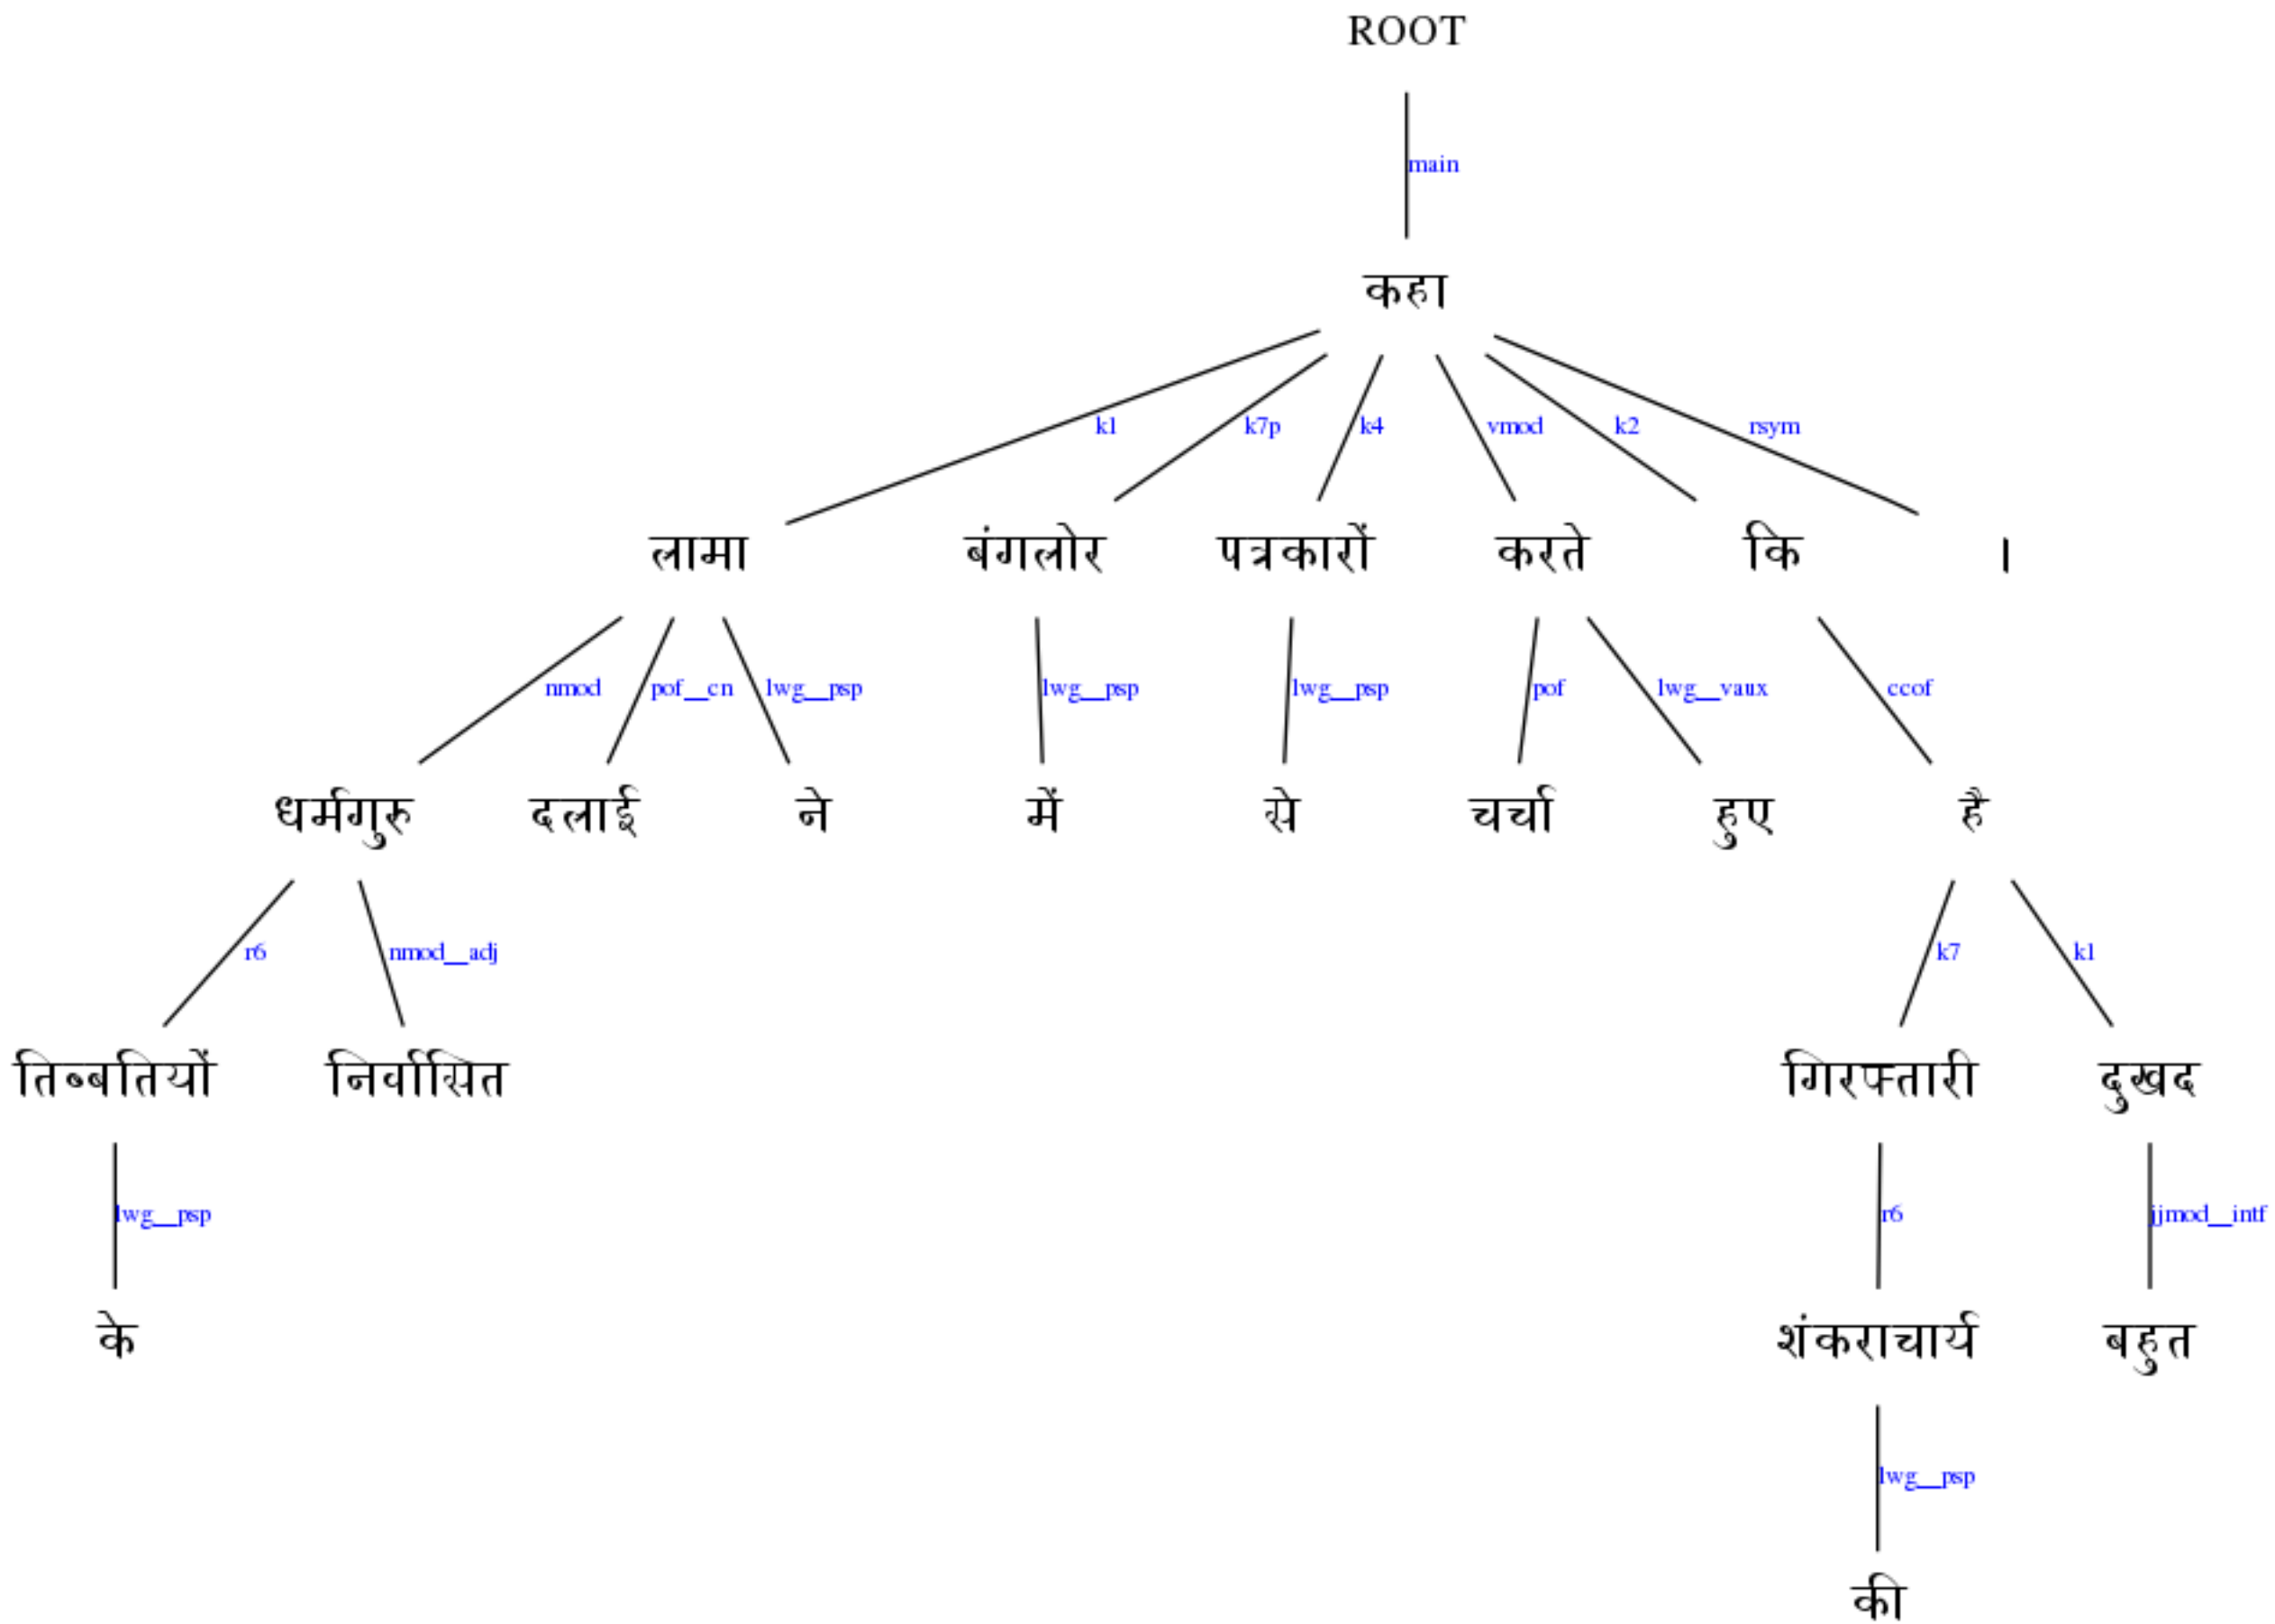 ROOT
main
कहा
k1 k7p k4 vmod k2 rsym
लामा बंगलोर पत्रकारों करते कि ।
nmod pof__cn lwg__psp lwg__psp lwg__psp pof lwg__vaux ccof
धर्मगुरु दलाई ने में से चर्चा हुए है
r6 nmod__adj k7 k1
तिब्बतियों निर्वासित गिरफ्तारी दुखद
lwg__psp r6 jjmod__intf
के शंकराचार्य बहुत
lwg__psp
की